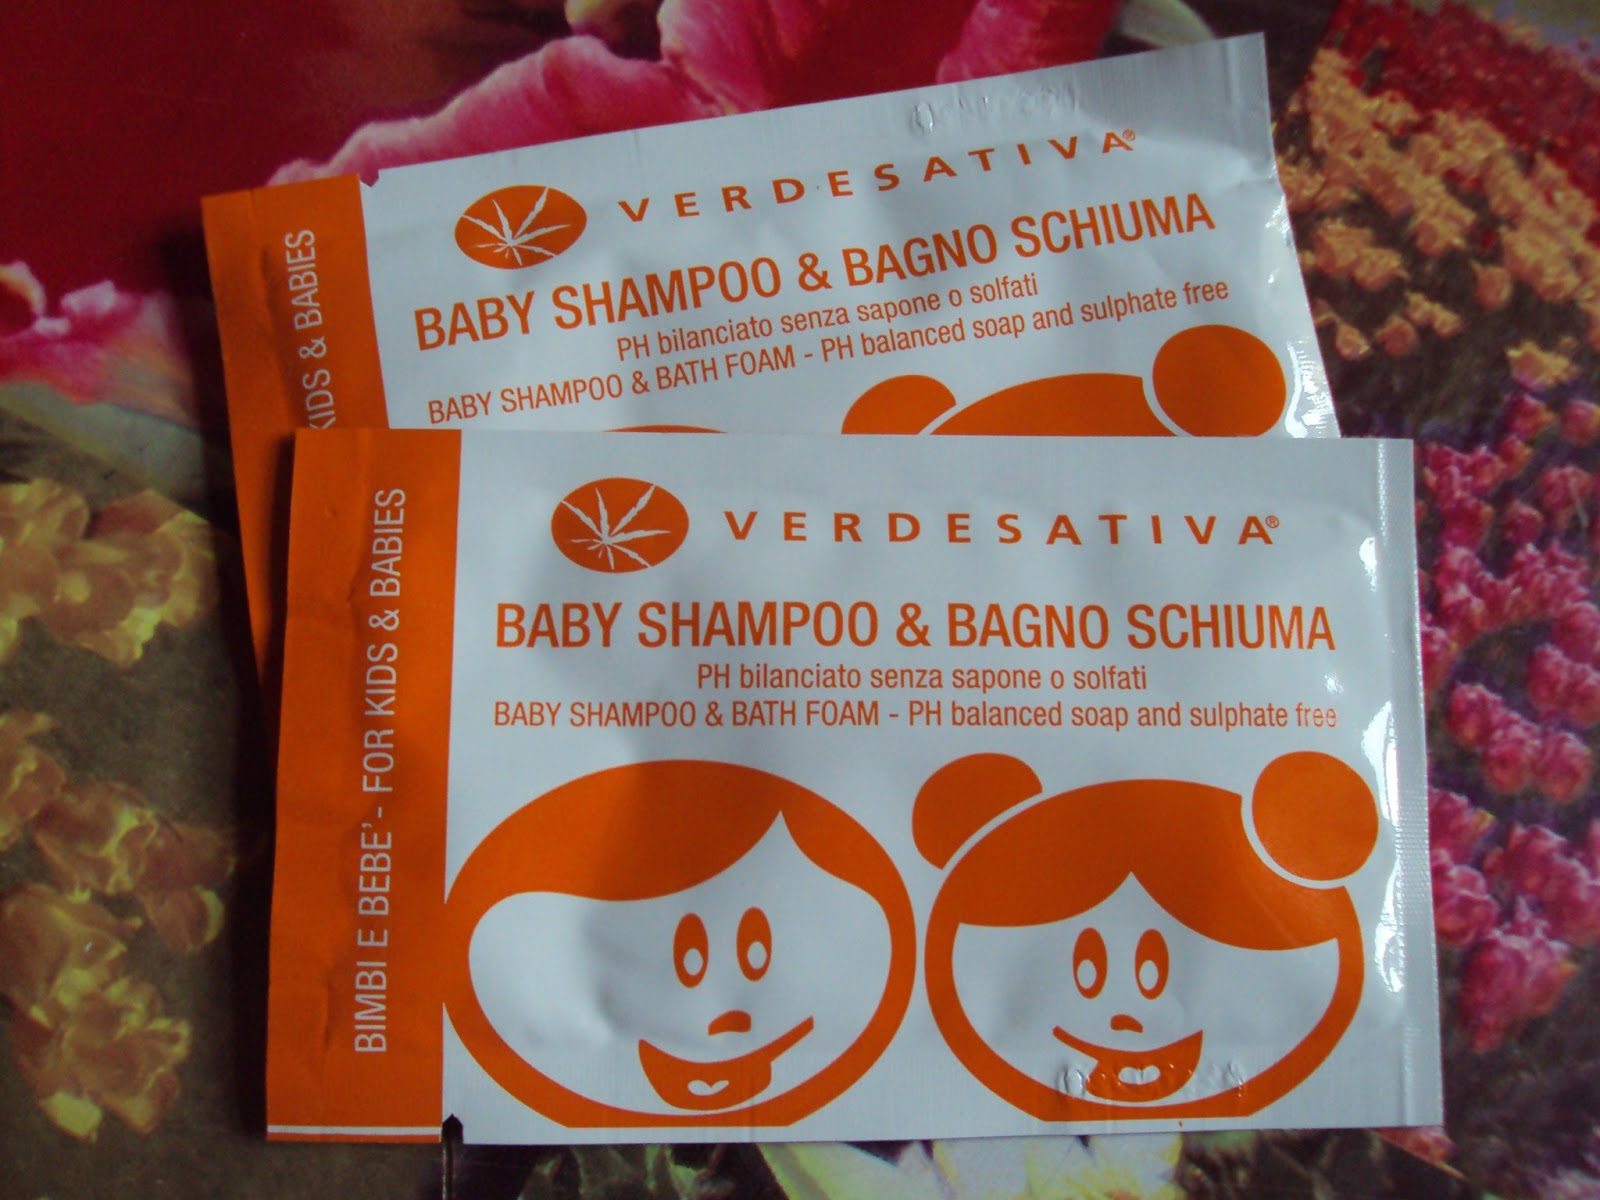 VERDESATIVA®
BABY SHAMPOO & BAGNO SCHIUMA
PH bilanciato senza sapone o solfati
BABY SHAMPOO & BATH FOAM - PH balanced soap and sulphate free
KIDS & BABIES
VERDESATIVA®
BABY SHAMPOO & BAGNO SCHIUMA
PH bilanciato senza sapone o solfati
BABY SHAMPOO & BATH FOAM - PH balanced soap and sulphate free
BIMBI E BEBE' - FOR KIDS & BABIES